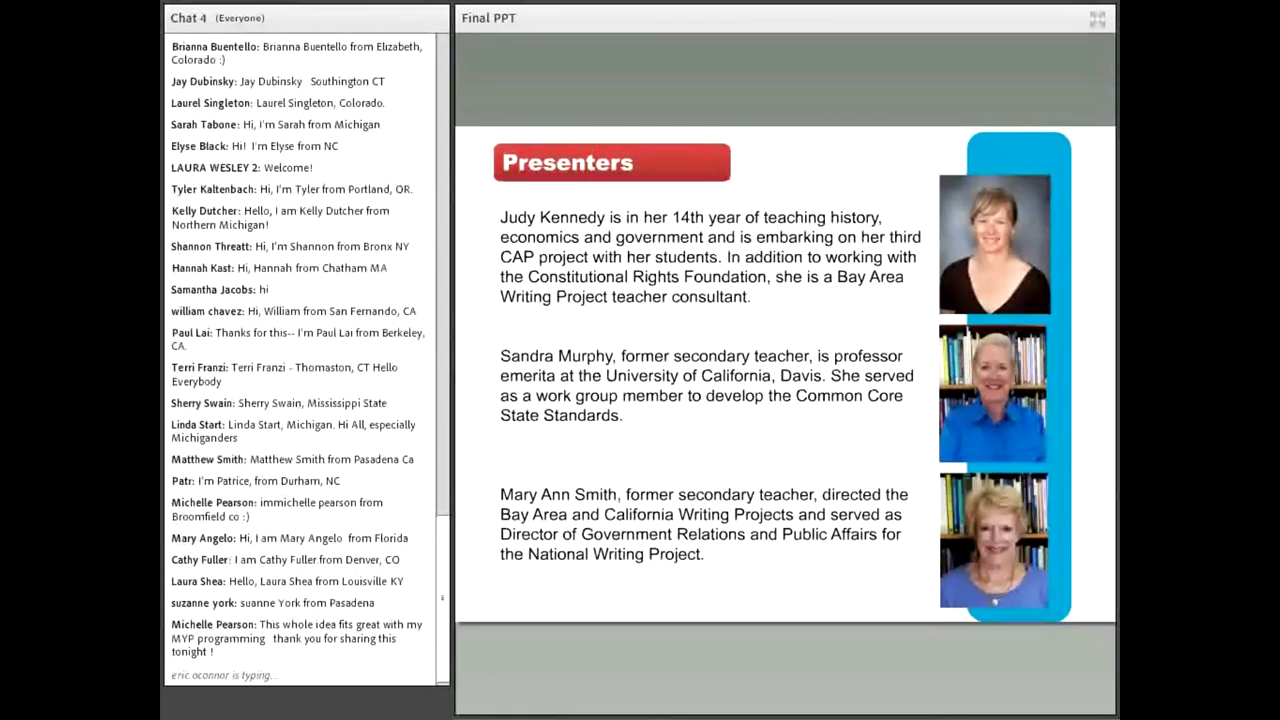 Chat 4 (Everyone)
Brianna Buentello: Brianna Buentello from Elizabeth,
Colorado :)
Jay Dubinsky: Jay Dubinsky Southington CT
Laurel Singleton: Laurel Singleton, Colorado.
Sarah Tabone: Hi, I'm Sarah from Michigan
Elyse Black: Hi! I'm Elyse from NC
LAURA WESLEY 2: Welcome!
Tyler Kaltenbach: Hi, I'm Tyler from Portland, OR.
Kelly Dutcher: Hello, I am Kelly Dutcher from
Northern Michigan!
Shannon Threatt: Hi, I'm Shannon from Bronx NY
Hannah Kast: Hi, Hannah from Chatham MA
Samantha Jacobs: hi
william chavez: Hi, William from San Fernando, CA
Paul Lai: Thanks for this-- I'm Paul Lai from Berkeley,
CA.
Terri Franzi: Terri Franzi - Thomaston, CT Hello
Everybody
Sherry Swain: Sherry Swain, Mississippi State
Linda Start: Linda Start, Michigan. Hi All, especially
Michiganders
Matthew Smith: Matthew Smith from Pasadena Ca
Patr: I'm Patrice, from Durham, NC
Michelle Pearson: immichelle pearson from
Broomfield co :)
Mary Angelo: Hi, I am Mary Angelo from Florida
Cathy Fuller: I am Cathy Fuller from Denver, CO
Laura Shea: Hello, Laura Shea from Louisville KY
suzanne york: suanne York from Pasadena
Michelle Pearson: This whole idea fits great with my
MYP programming thank you for sharing this
tonight !
eric oconnor is typing...
Final PPT
Presenters
Judy Kennedy is in her 14th year of teaching history,
economics and government and is embarking on her third
CAP project with her students. In addition to working with
the Constitutional Rights Foundation, she is a Bay Area
Writing Project teacher consultant.
Sandra Murphy, former secondary teacher, is professor
emerita at the University of California, Davis. She served
as a work group member to develop the Common Core
State Standards.
Mary Ann Smith, former secondary teacher, directed the
Bay Area and California Writing Projects and served as
Director of Government Relations and Public Affairs for
the National Writing Project.